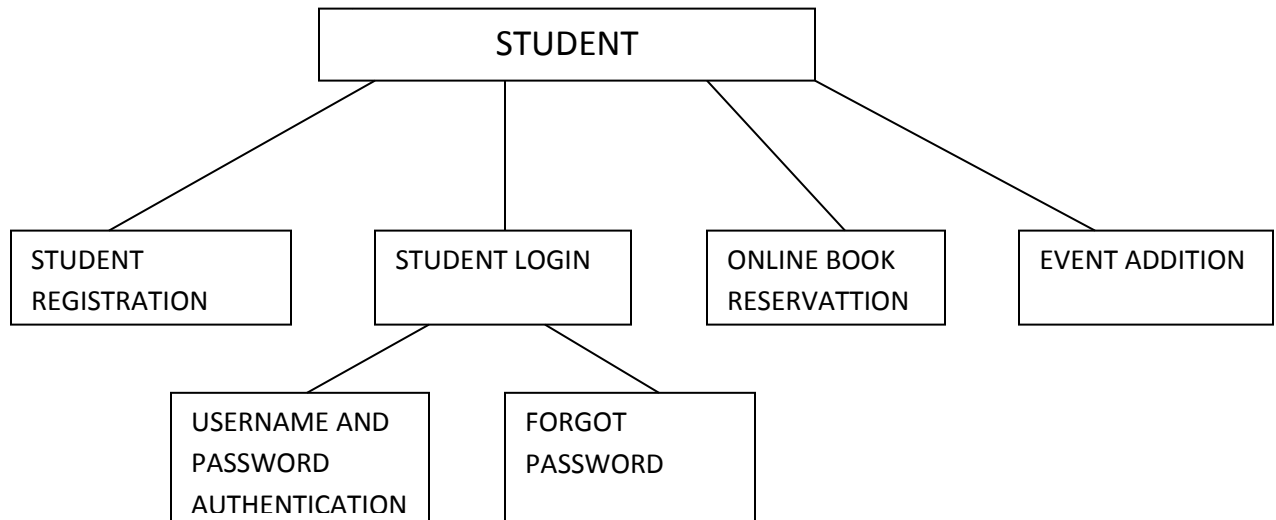 STUDENT
STUDENT
REGISTRATION
STUDENT LOGIN
ONLINE BOOK
RESERVATTION
EVENT ADDITION
USERNAME AND
PASSWORD
AUTHENTICATION
FORGOT
PASSWORD